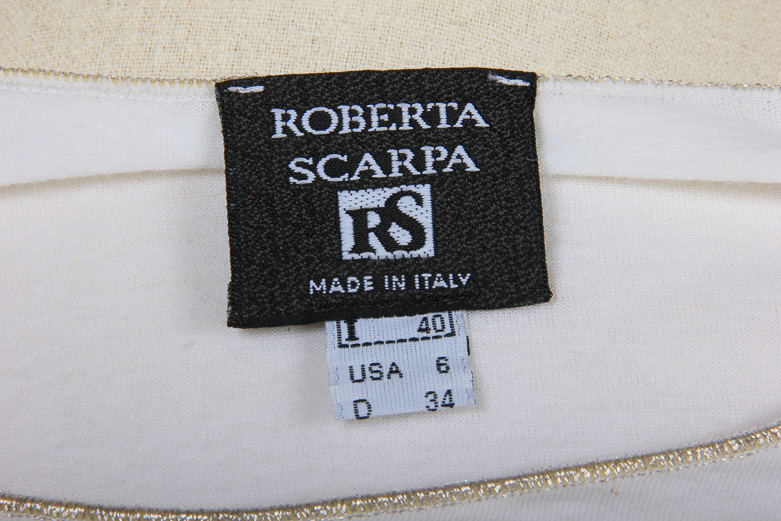 ROBERTA
SCARPA
RS
MADE IN ITALY
I 40
USA 6
D 34